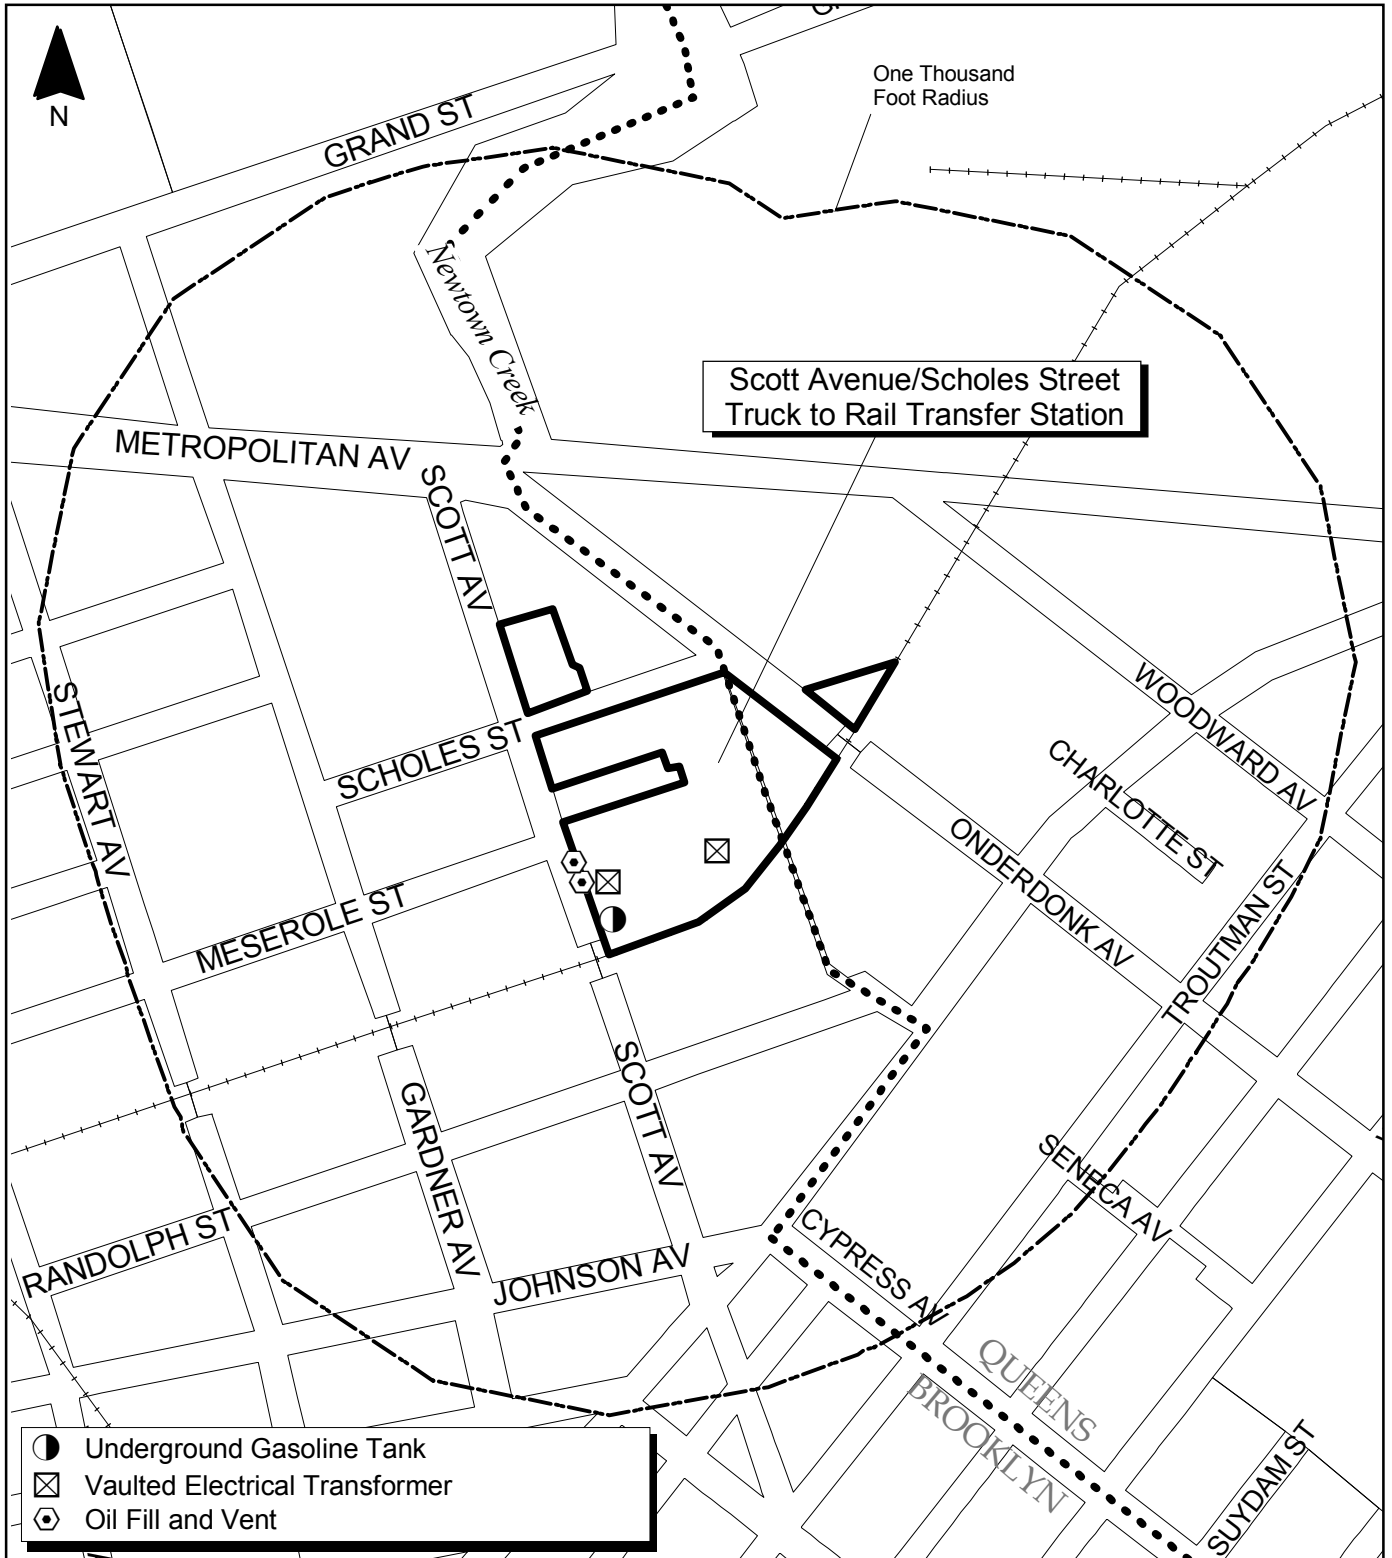 N
GRAND ST
One Thousand
Foot Radius
Newtown Creek
Scott Avenue/Scholes Street
Truck to Rail Transfer Station
METROPOLITAN AV
SCOTT AV
STEWART AV
SCHOLES ST
WOODWARD AV
CHARLOTTE ST
ONDERDONK AV
MESEROLE ST
TROUTMAN ST
SCOTT AV
GARDNER AV
SENECA AV
RANDOLPH ST
JOHNSON AV
CYPRESS AV
QUEENS
BROOKLYN
SUYDAM ST
Underground Gasoline Tank
Vaulted Electrical Transformer
Oil Fill and Vent